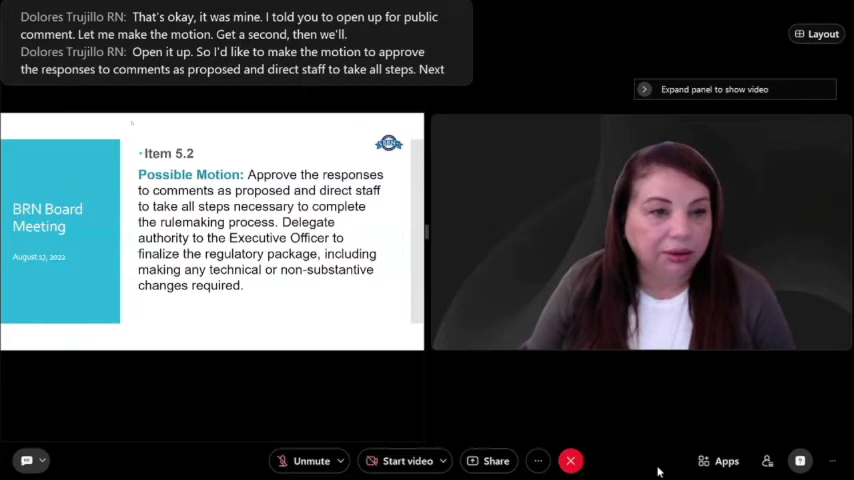 Dolores Trujillo RN: That's okay, it was mine. I told you to open up for public
comment. Let me make the motion. Get a second, then we'll.
Dolores Trujillo RN: Open it up. So I'd like to make the motion to approve
the responses to comments as proposed and direct staff to take all steps. Next
Layout
Expand panel to show video
BRN Board
Meeting
August 17, 2022
• Item 5.2
BRN
Possible Motion: Approve the responses
to comments as proposed and direct staff
to take all steps necessary to complete
the rulemaking process. Delegate
authority to the Executive Officer to
finalize the regulatory package, including
making any technical or non-substantive
changes required.
Unmute
Start video
Share
Apps